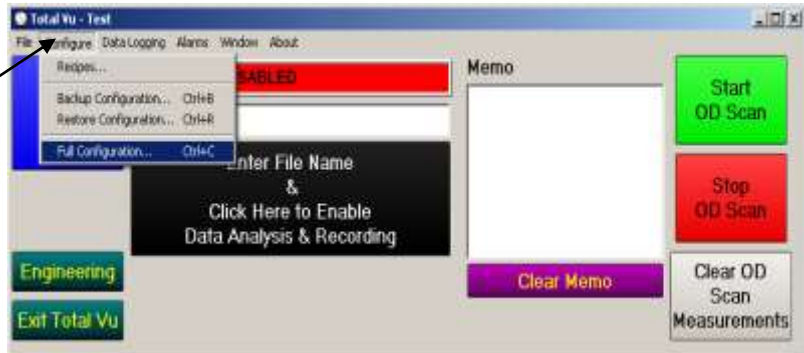 Total Vu - Test
File Configure Data Logging Alarms Window About
Recipes...
Backup Configuration... Ctrl+B
Restore Configuration... Ctrl+R
Full Configuration... Ctrl+C
SABLED
Enter File Name
&
Click Here to Enable
Data Analysis & Recording
Memo
Clear Memo
Start
OD Scan
Stop
OD Scan
Clear OD
Scan
Measurements
Engineering
Exit Total Vu